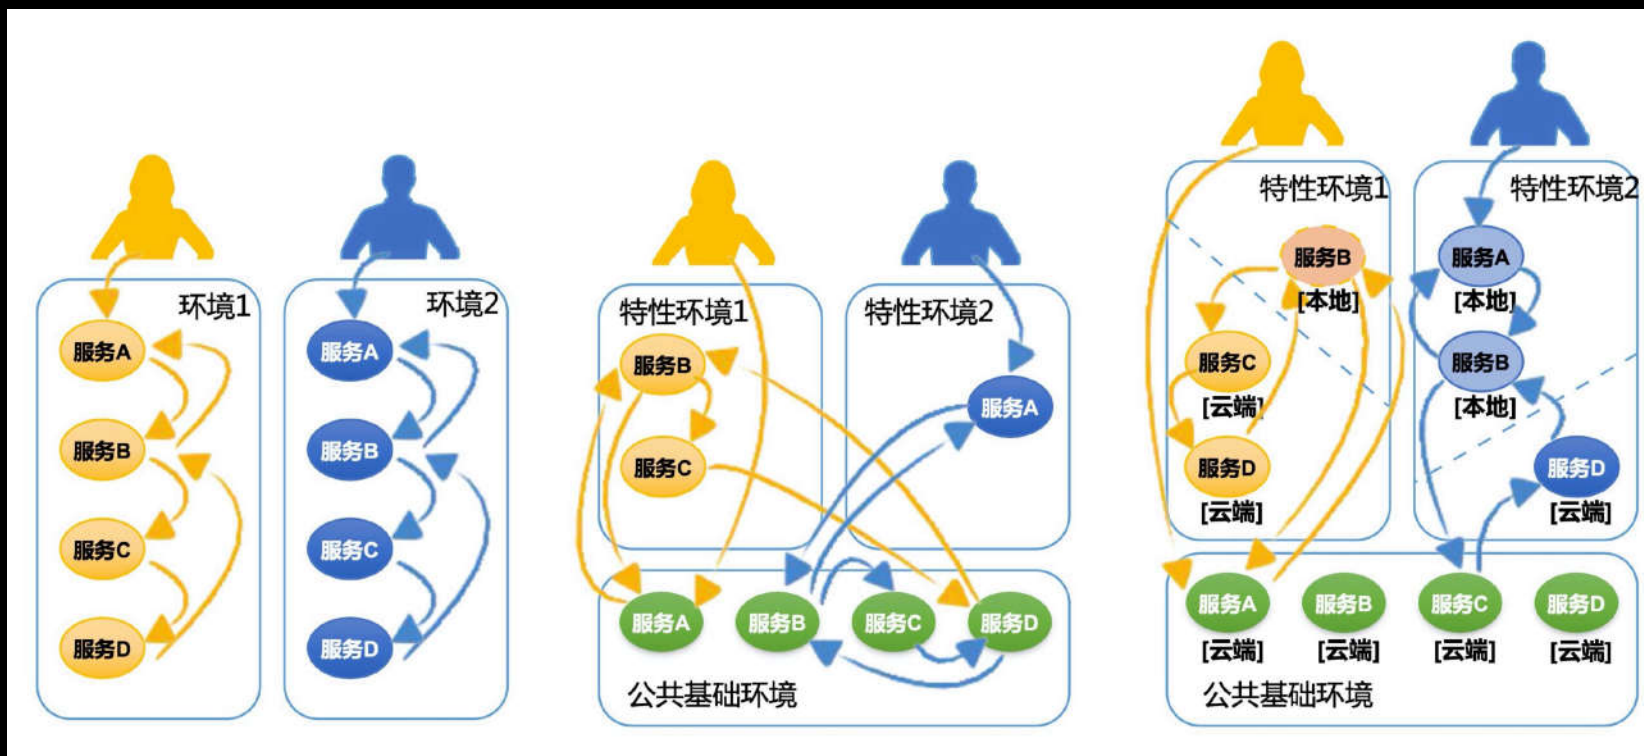 环境1
服务A
服务B
服务C
服务D
环境2
服务A
服务B
服务C
服务D
特性环境1
服务B
服务C
特性环境2
服务A
服务A
服务B
服务C
服务D
公共基础环境
特性环境1
服务B
[本地]
服务C
[云端]
服务D
[云端]
特性环境2
服务A
[本地]
服务B
[本地]
服务D
[云端]
服务A
[云端]
服务B
[云端]
服务C
[云端]
服务D
[云端]
公共基础环境